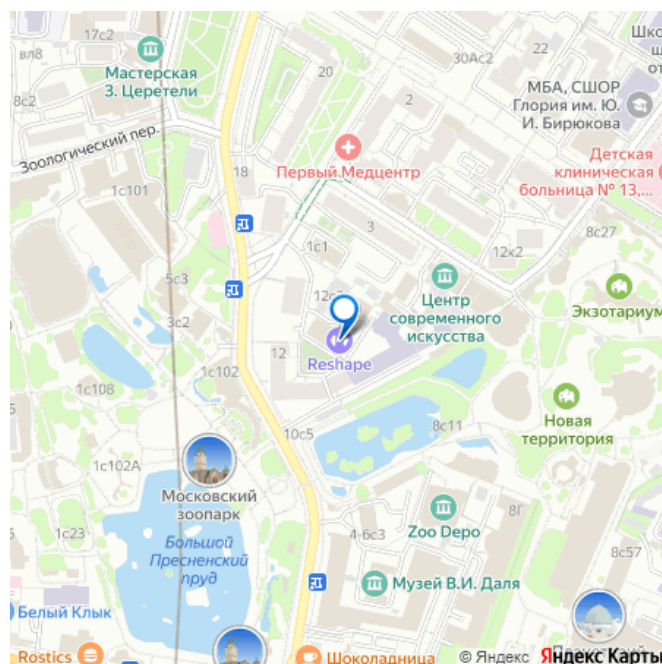 17с2
вл8
22
30Ас2
Шко
ш
от
Мастерская
З. Церетели
20
8с2
2
МБА, СШОР
Глория им. Ю.
И. Бирюкова
Зоологический пер.
Первый Медцентр
Детская
клиническая
больница № 13,...
18
1с101
3
8с27
1с1
12к2
5с3
Центр
современного
искусства
Экзотариум
3с2
Reshape
12
1с102
1с108
Новая
территория
10с5
8с11
1с102А
Московский
зоопарк
8Г
1с23
Большой
Пресненский
пруд
4-6с3
Zoo Depo
8с57
Музей В.И. Даля
Белый Клык
Rostics
Шоколадница
© Яндекс Яндекс Карты